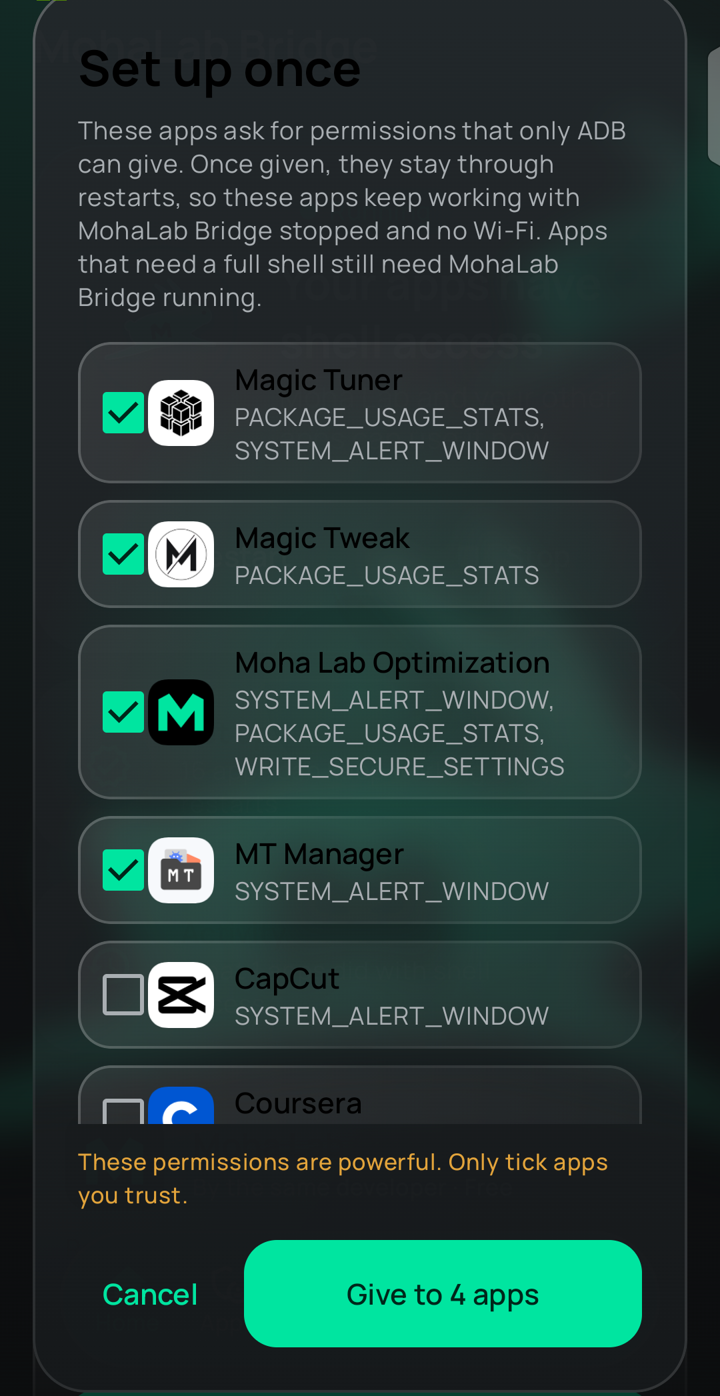 Set up once
These apps ask for permissions that only ADB
can give. Once given, they stay through
restarts, so these apps keep working with
MohaLab Bridge stopped and no Wi-Fi. Apps
that need a full shell still need MohaLab
Bridge running.
Magic Tuner
PACKAGE_USAGE_STATS,
SYSTEM_ALERT_WINDOW
Magic Tweak
PACKAGE_USAGE_STATS
Moha Lab Optimization
SYSTEM_ALERT_WINDOW,
PACKAGE_USAGE_STATS,
WRITE_SECURE_SETTINGS
MT
MT Manager
SYSTEM_ALERT_WINDOW
CapCut
SYSTEM_ALERT_WINDOW
Coursera
These permissions are powerful. Only tick apps
you trust.
Cancel
Give to 4 apps